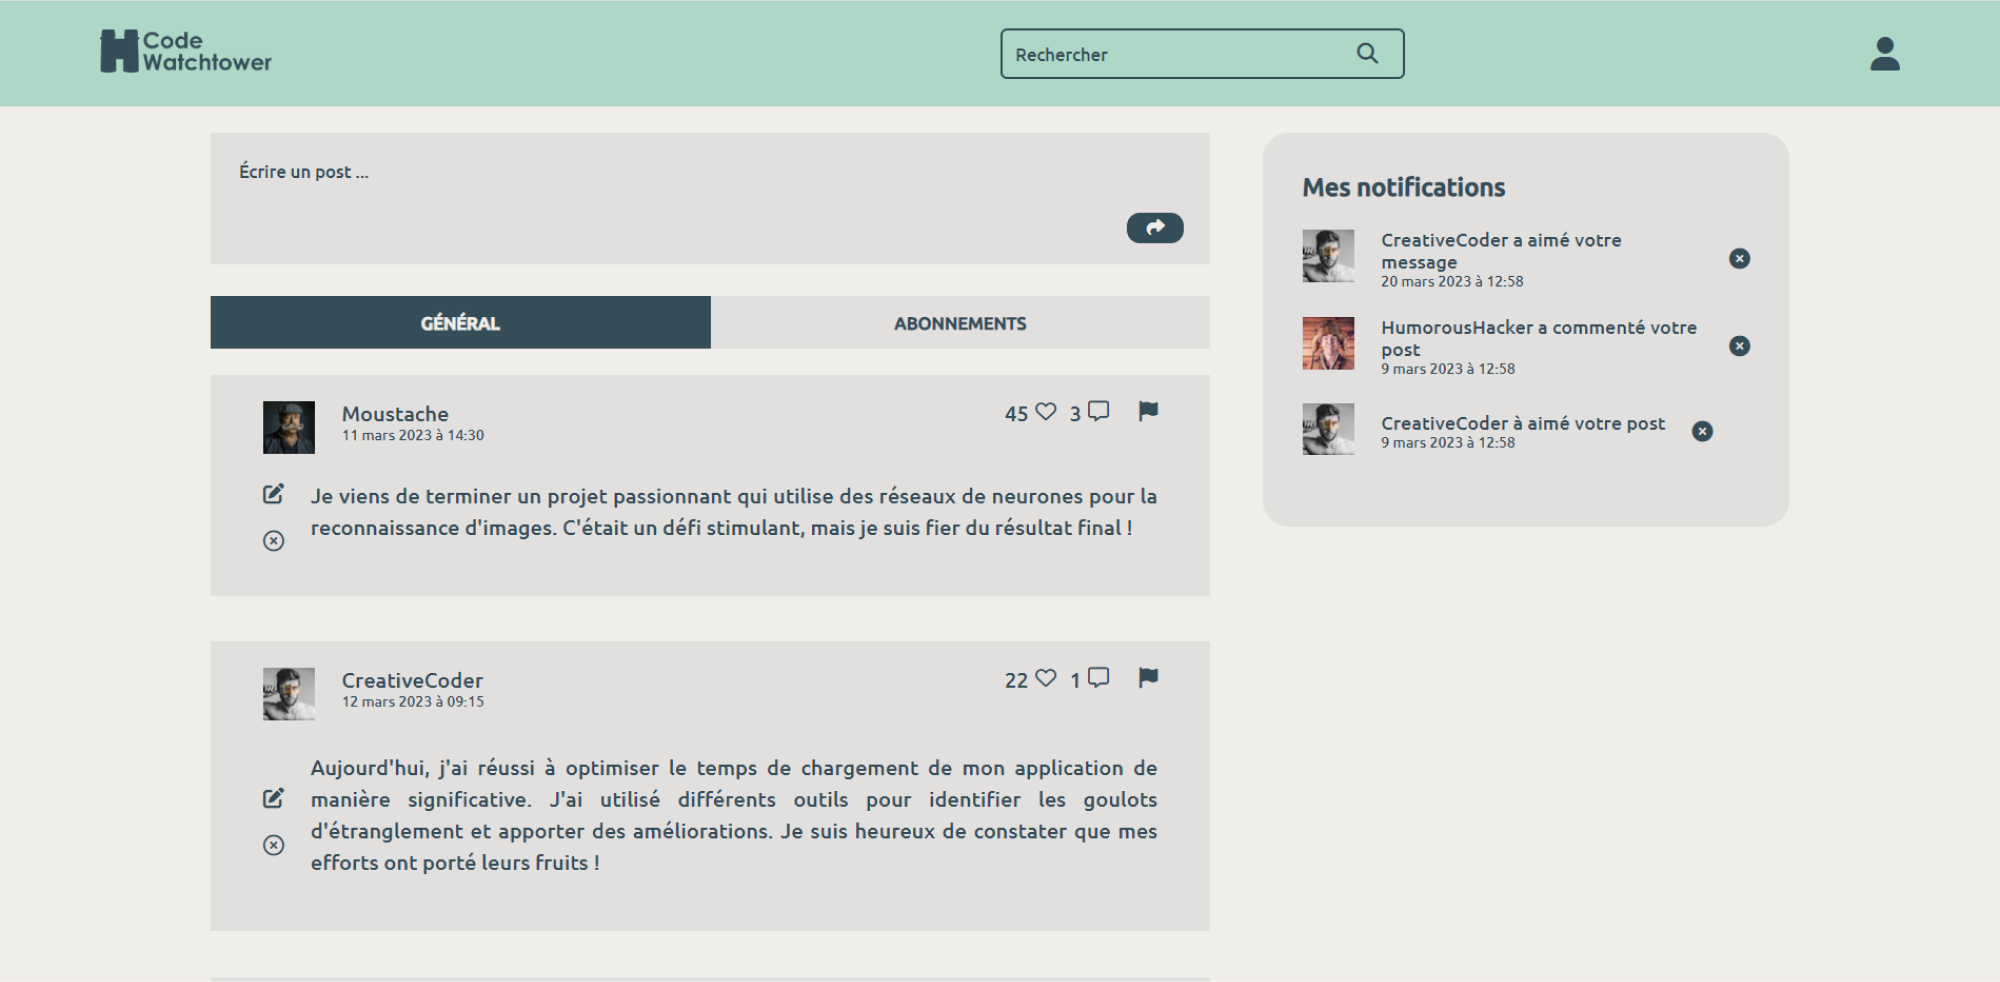 Code
Watchtower
Rechercher
Écrire un post ...
GÉNÉRAL
ABONNEMENTS
Moustache
11 mars 2023 à 14:30
45
3
Je viens de terminer un projet passionnant qui utilise des réseaux de neurones pour la
reconnaissance d'images. C'était un défi stimulant, mais je suis fier du résultat final !
CreativeCoder
12 mars 2023 à 09:15
22
1
Aujourd'hui, j'ai réussi à optimiser le temps de chargement de mon application de
manière significative. J'ai utilisé différents outils pour identifier les goulots
d'étranglement et apporter des améliorations. Je suis heureux de constater que mes
efforts ont porté leurs fruits !
Mes notifications
CreativeCoder a aimé votre
message
20 mars 2023 à 12:58
HumorousHacker a commenté votre
post
9 mars 2023 à 12:58
CreativeCoder à aimé votre post
9 mars 2023 à 12:58